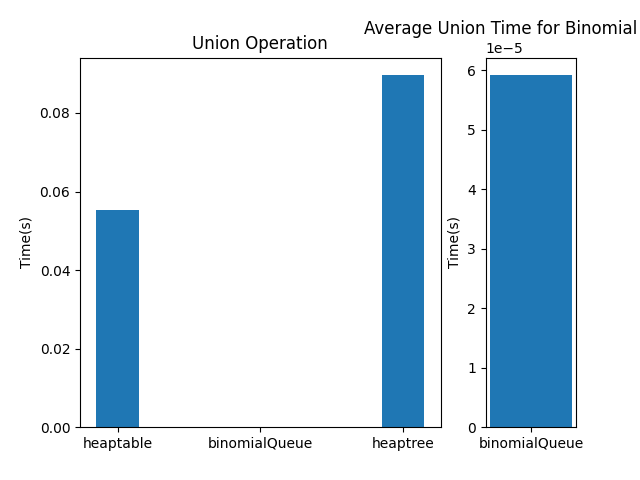 Union Operation
Time(s)
0.08
0.06
0.04
0.02
0.00
heaptable
binomialQueue
heaptree
Average Union Time for Binomial
1e−5
Time(s)
6
5
4
3
2
1
0
binomialQueue